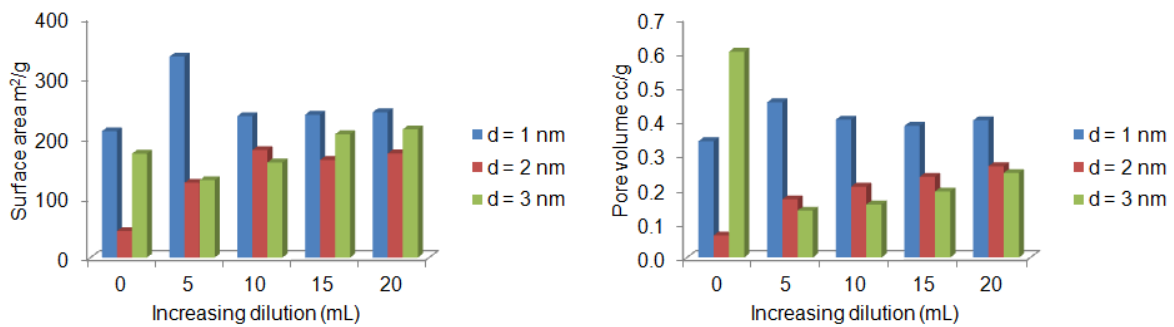 Surface area m²/g
400
300
200
100
0
0 5 10 15 20
Increasing dilution (mL)
d = 1 nm
d = 2 nm
d = 3 nm
Pore volume cc/g
0.7
0.6
0.5
0.4
0.3
0.2
0.1
0.0
0 5 10 15 20
Increasing dilution (mL)
d = 1 nm
d = 2 nm
d = 3 nm